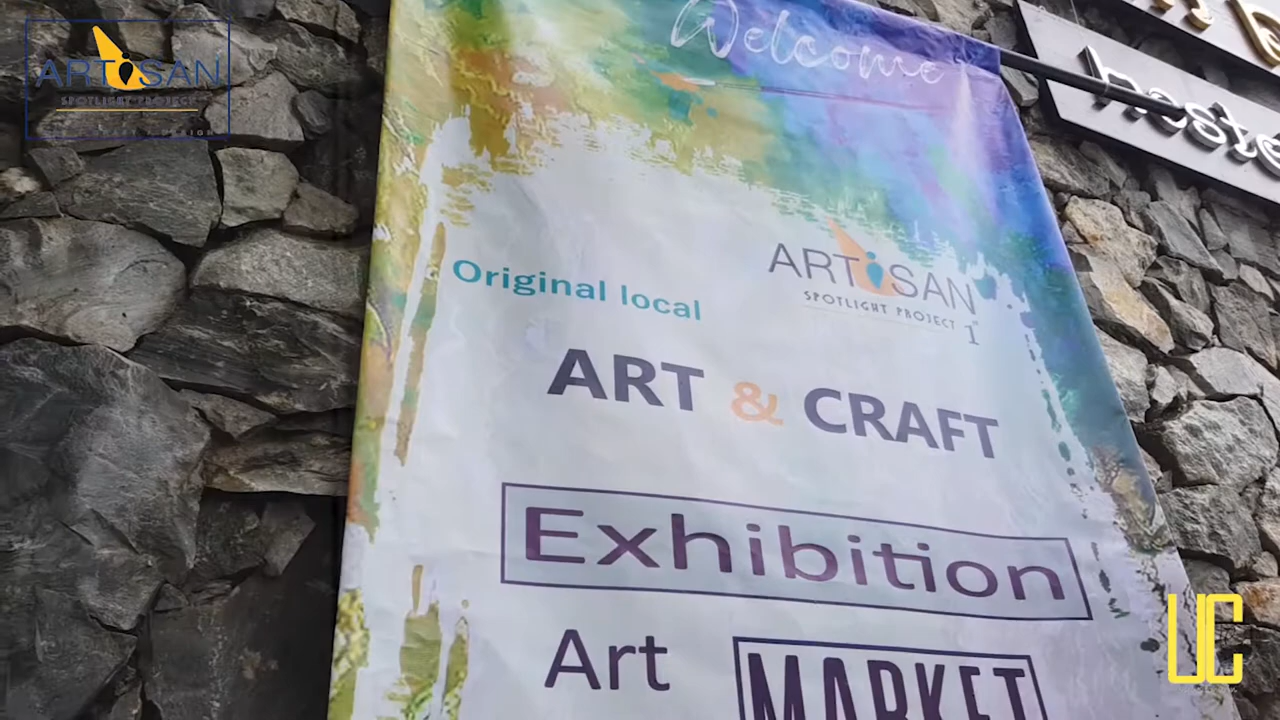 ARTISAN
SPOTLIGHT PROJECT
Welcome
ARTISAN
SPOTLIGHT PROJECT
1
Original local
ART & CRAFT
Exhibition
Art
MARKET
UC